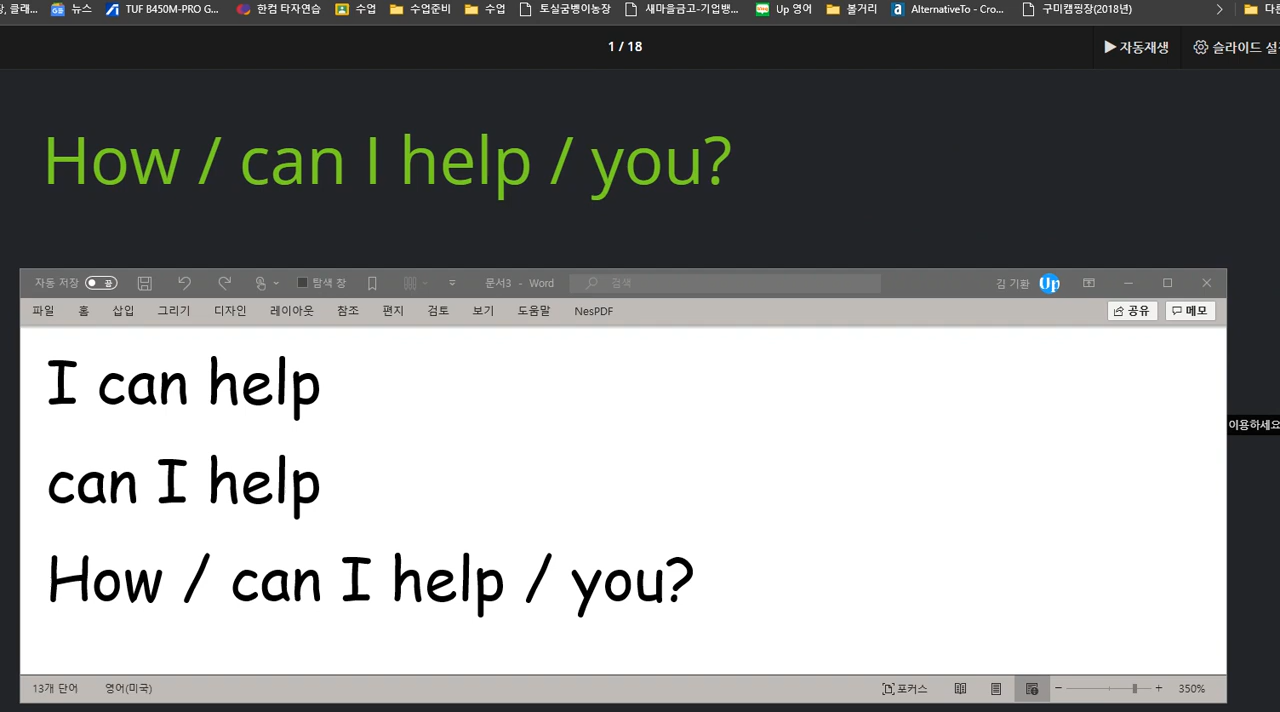 , 클래...
뉴스
TUF B450M-PRO G...
한컴 타자연습
수업
수업준비
수업
토실굼벵이농장
새마을금고-기업뱅...
Up 영어
볼거리
AlternativeTo - Cro...
구미캠핑장(2018년)
1 / 18
▶자동재생
슬라이드
How / can I help / you?
자동 저장 끔
탐색 창
문서3 - Word
검색
김 기환
Up
파일 홈 삽입 그리기 디자인 레이아웃 참조 편지 검토 보기 도움말 NesPDF
공유
메모
I can help
can I help
How / can I help / you?
이용하세요
13개 단어
영어(미국)
포커스
- + 350%